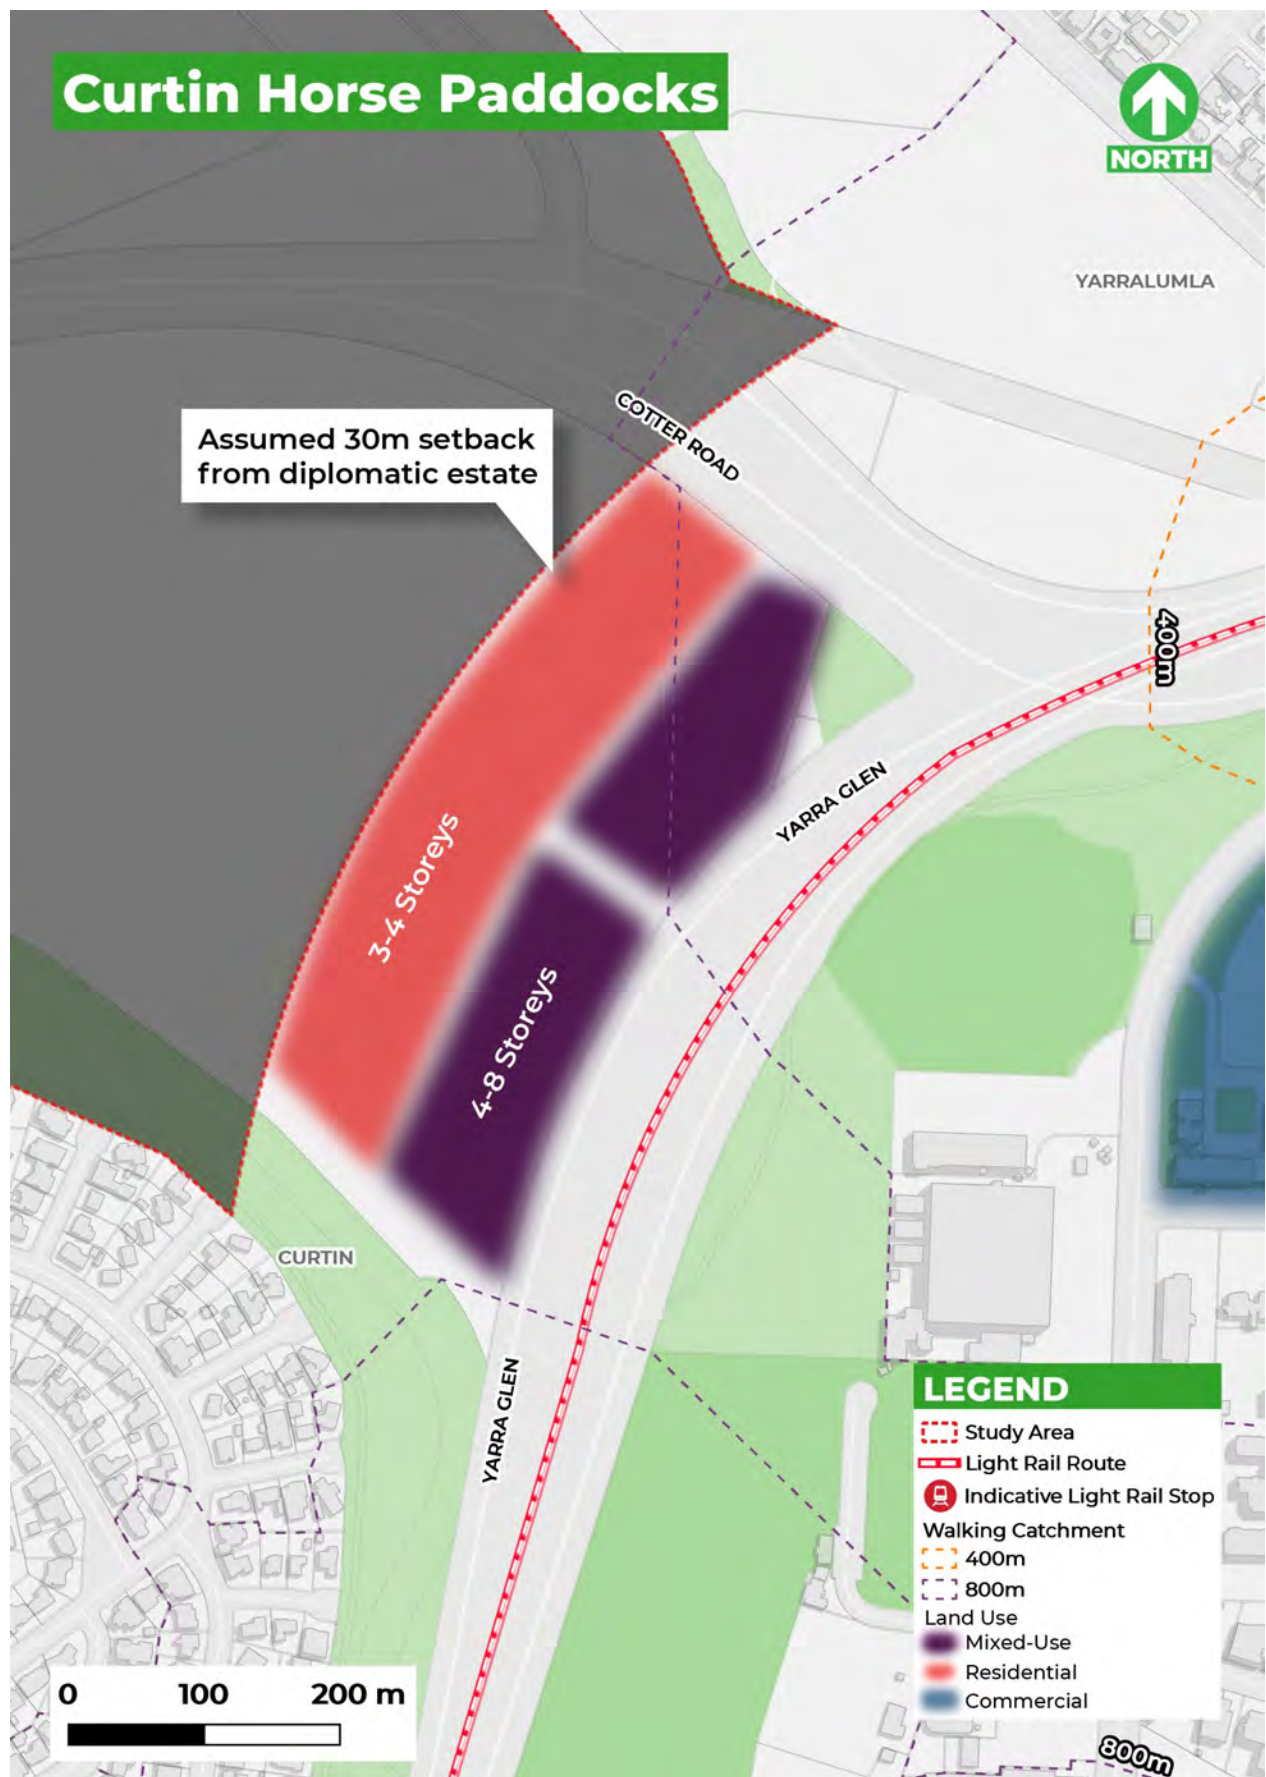 Curtin Horse Paddocks
NORTH
YARRALUMLA
COTTER ROAD
Assumed 30m setback
from diplomatic estate
400m
YARRA GLEN
3-4 Storeys
4-8 Storeys
CURTIN
YARRA GLEN
LEGEND
Study Area
Light Rail Route
Indicative Light Rail Stop
Walking Catchment
400m
800m
Land Use
Mixed-Use
Residential
Commercial
0 100 200 m
800m